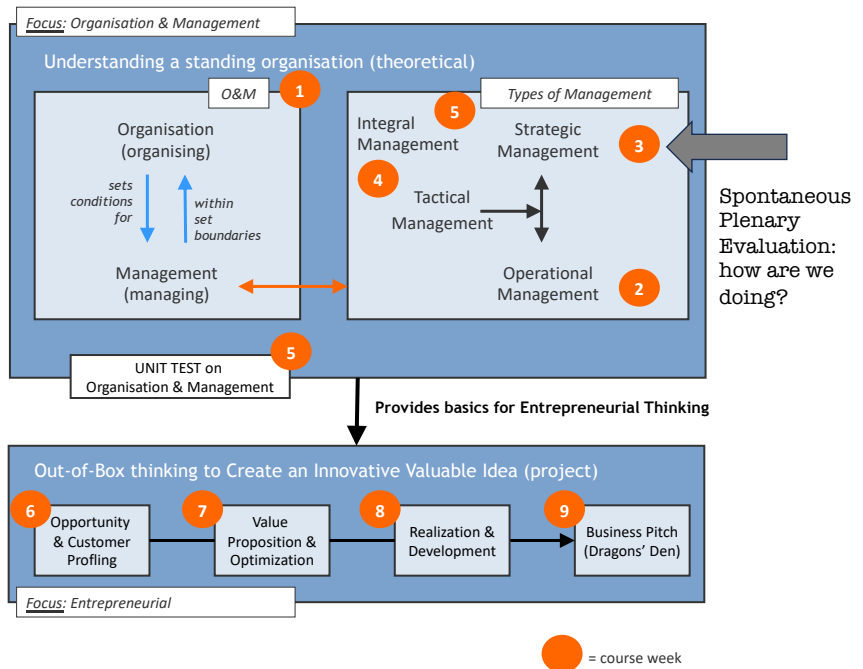 Focus: Organisation & Management
Understanding a standing organisation (theoretical)
O&M
1
Organisation
(organising)
sets
conditions
for
within
set
boundaries
Management
(managing)
Types of Management
5
Integral
Management
Strategic
Management
3
4
Tactical
Management
Operational
Management
2
Spontaneous
Plenary
Evaluation:
how are we
doing?
5
UNIT TEST on
Organisation & Management
Provides basics for Entrepreneurial Thinking
Out-of-Box thinking to Create an Innovative Valuable Idea (project)
6
Opportunity
& Customer
Profling
7
Value
Proposition &
Optimization
8
Realization &
Development
9
Business Pitch
(Dragons’ Den)
Focus: Entrepreneurial
= course week